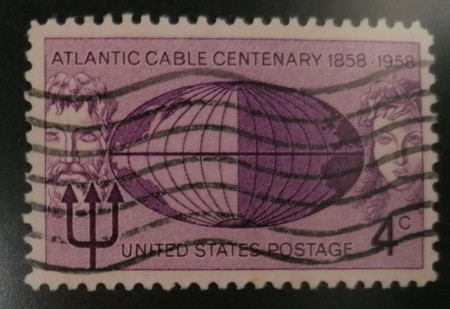 ATLANTIC CABLE CENTENARY 1858-1958
UNITED STATES POSTAGE 4c